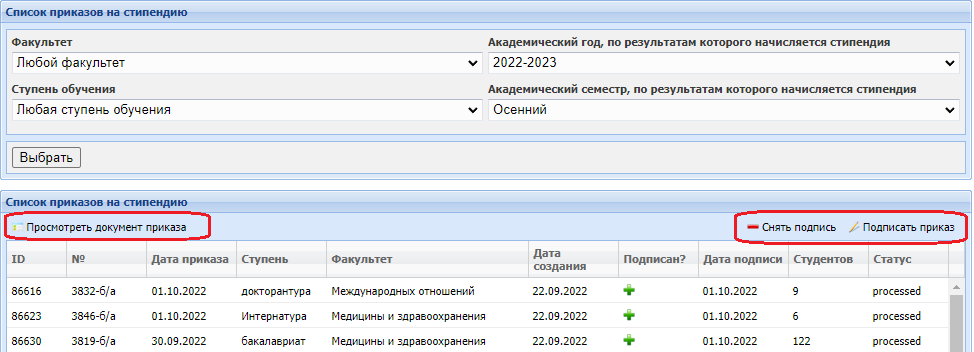 Список приказов на стипендию
Факультет Академический год, по результатам которого начисляется стипендия
Любой факультет 2022-2023
Ступень обучения Академический семестр, по результатам которого начисляется стипендия
Любая ступень обучения Осенний
Выбрать
Список приказов на стипендию
Просмотреть документ приказа Снять подпись Подписать приказ
ID № Дата приказа Ступень Факультет Дата создания Подписан? Дата подписи Студентов Статус
86616 3832-б/а 01.10.2022 докторантура Международных отношений 22.09.2022 01.10.2022 9 processed
86623 3846-б/а 01.10.2022 Интернатура Медицины и здравоохранения 22.09.2022 01.10.2022 6 processed
86630 3819-б/а 30.09.2022 бакалавриат Медицины и здравоохранения 22.09.2022 01.10.2022 122 processed